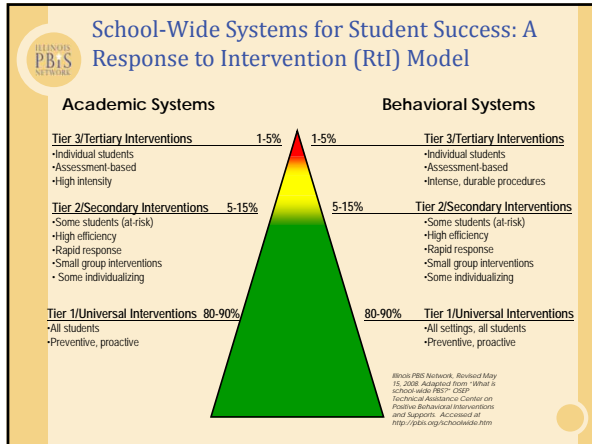 School-Wide Systems for Student Success: A
Response to Intervention (RtI) Model
ILLINOIS
PBIS
NETWORK
Academic Systems
Tier 3/Tertiary Interventions 1-5%
•Individual students
•Assessment-based
•High intensity
Tier 2/Secondary Interventions 5-15%
•Some students (at-risk)
•High efficiency
•Rapid response
•Small group interventions
• Some individualizing
Tier 1/Universal Interventions 80-90%
•All students
•Preventive, proactive
Behavioral Systems
1-5% Tier 3/Tertiary Interventions
•Individual students
•Assessment-based
•Intense, durable procedures
5-15% Tier 2/Secondary Interventions
•Some students (at-risk)
•High efficiency
•Rapid response
•Small group interventions
•Some individualizing
80-90% Tier 1/Universal Interventions
•All settings, all students
•Preventive, proactive
Illinois PBIS Network, Revised May
15, 2008. Adapted from "What is
school-wide PBS?" OSEP
Technical Assistance Center on
Positive Behavioral Interventions
and Supports. Accessed at
http://pbis.org/schoolwide.htm